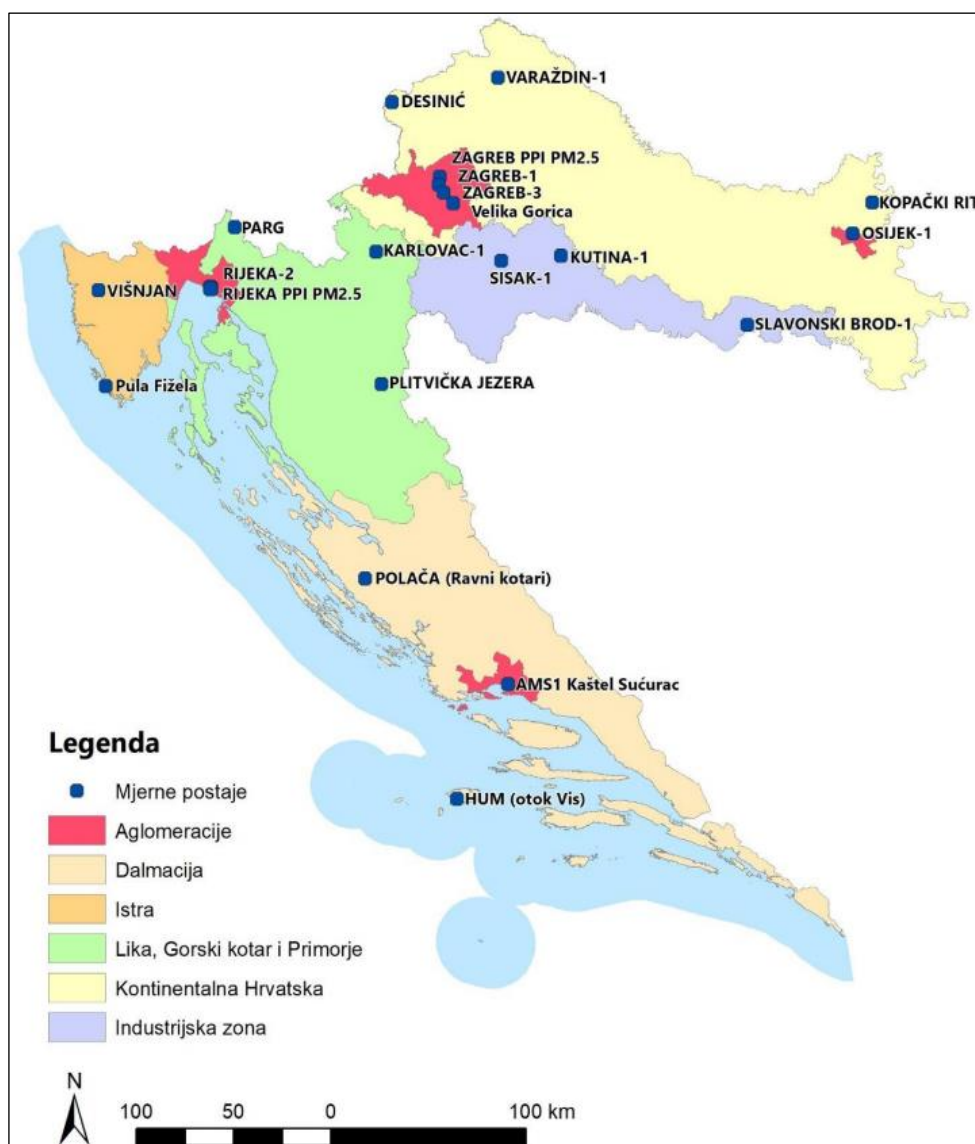 VARAŽDIN-1
DESINIĆ
ZAGREB PPI PM2.5
ZAGREB-1
ZAGREB-3
Velika Gorica
KOPAČKI RIT
OSIJEK-1
PARG
KARLOVAC-1
KUTINA-1
SISAK-1
RIJEKA-2
RIJEKA PPI PM2.5
VIŠNJAN
SLAVONSKI BROD-1
Pula Fižela
PLITVIČKA JEZERA
POLAČA (Ravni kotari)
AMS1 Kaštel Sućurac
HUM (otok Vis)
Legenda
Mjerne postaje
Aglomeracije
Dalmacija
Istra
Lika, Gorski kotar i Primorje
Kontinentalna Hrvatska
Industrijska zona
N
100 50 0 100 km